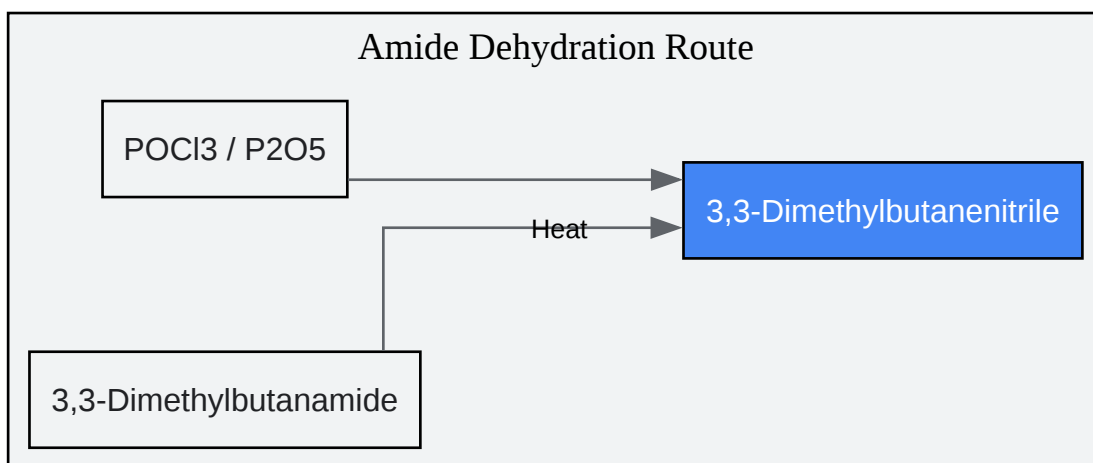 Amide Dehydration Route
POCl3 / P2O5
3,3-Dimethylbutanenitrile
Heat
3,3-Dimethylbutanamide